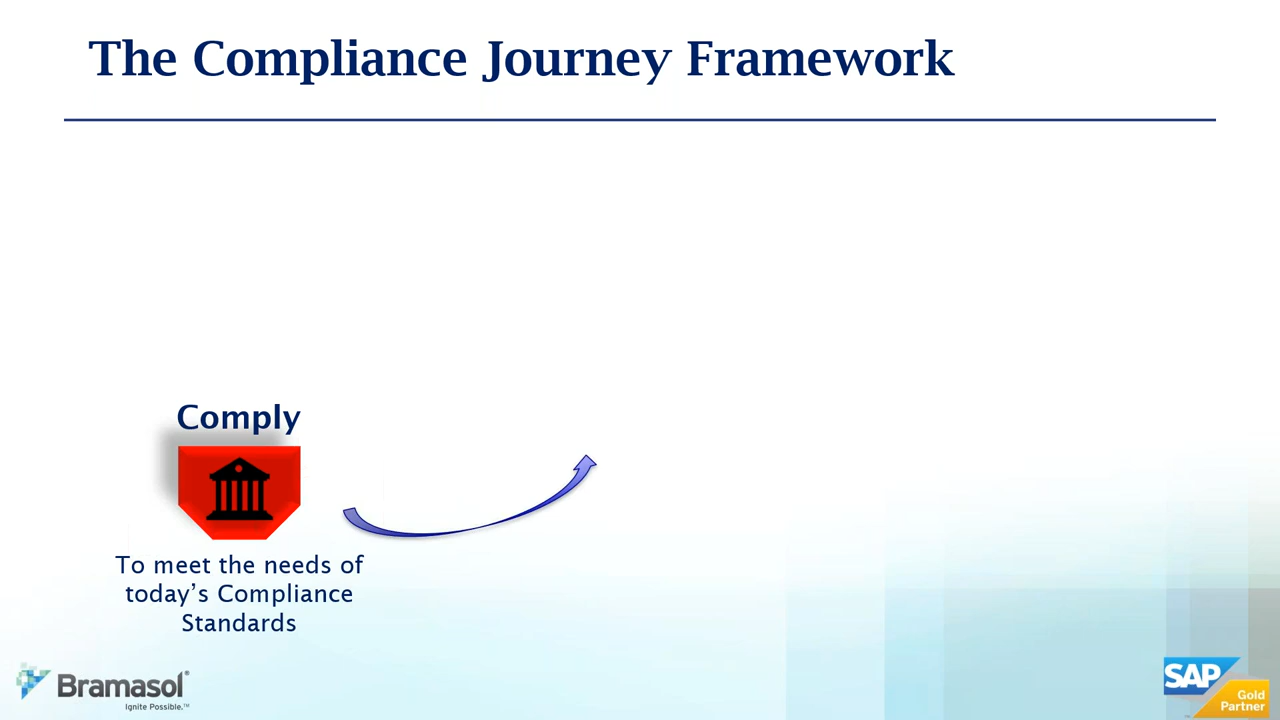 The Compliance Journey Framework
Comply
To meet the needs of
today’s Compliance
Standards
Bramasol®
Ignite Possible.™
SAP
Gold
Partner